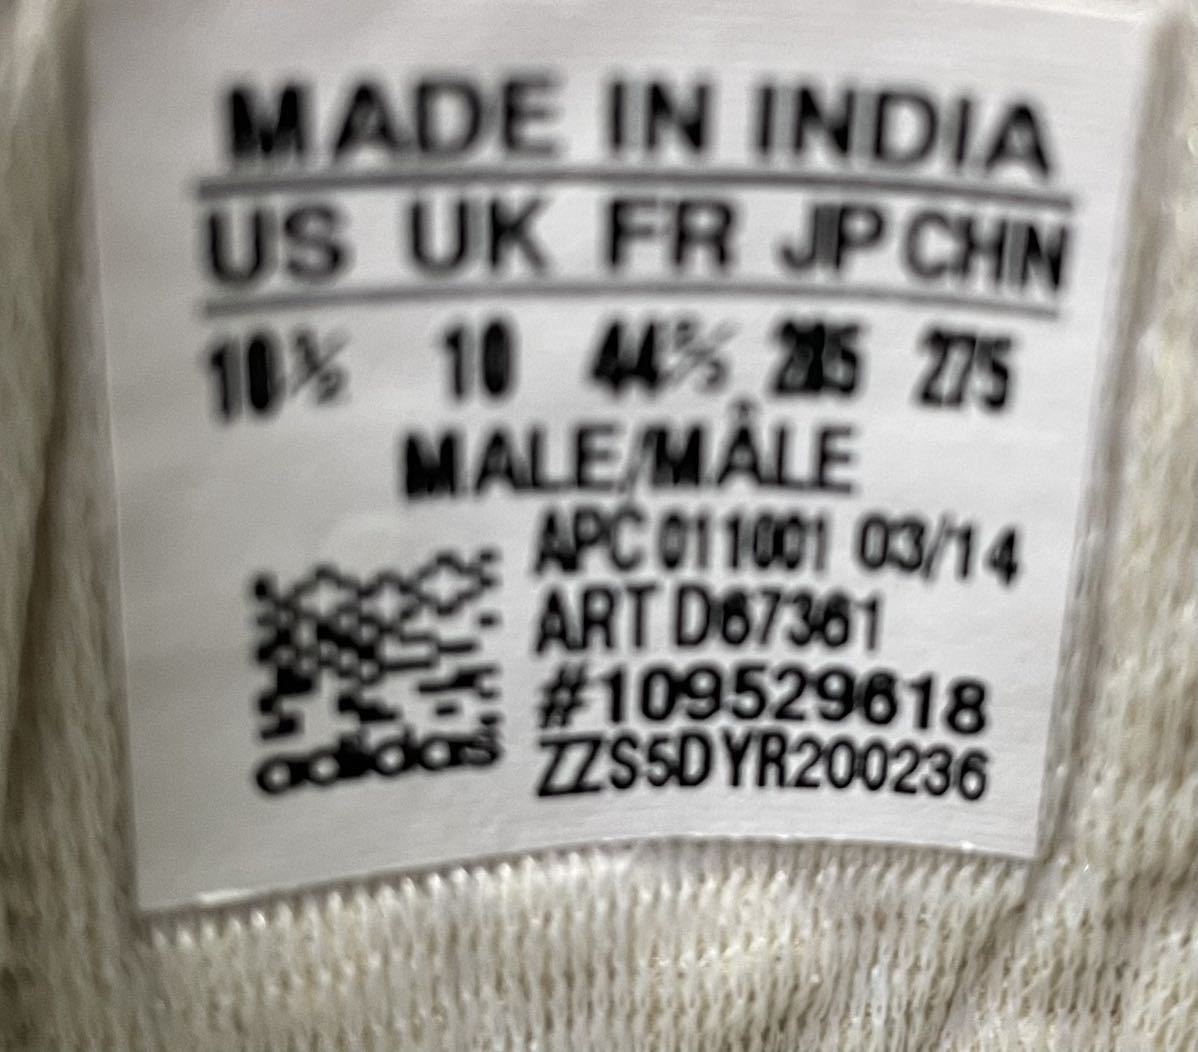 MADE IN INDIA
US UK FR JP CHN
10½ 10 44⅔ 285 275
MALE/MÂLE
APC 011001 03/14
ART D67361
#109529618
ZZS5DYR200236
adidas